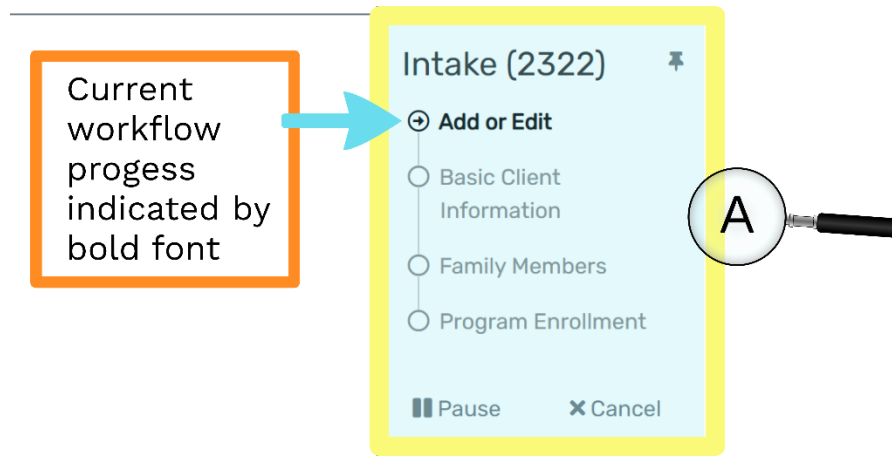 Current
workflow
progess
indicated by
bold font
Intake (2322)
Add or Edit
Basic Client
Information
Family Members
Program Enrollment
Pause
Cancel
A